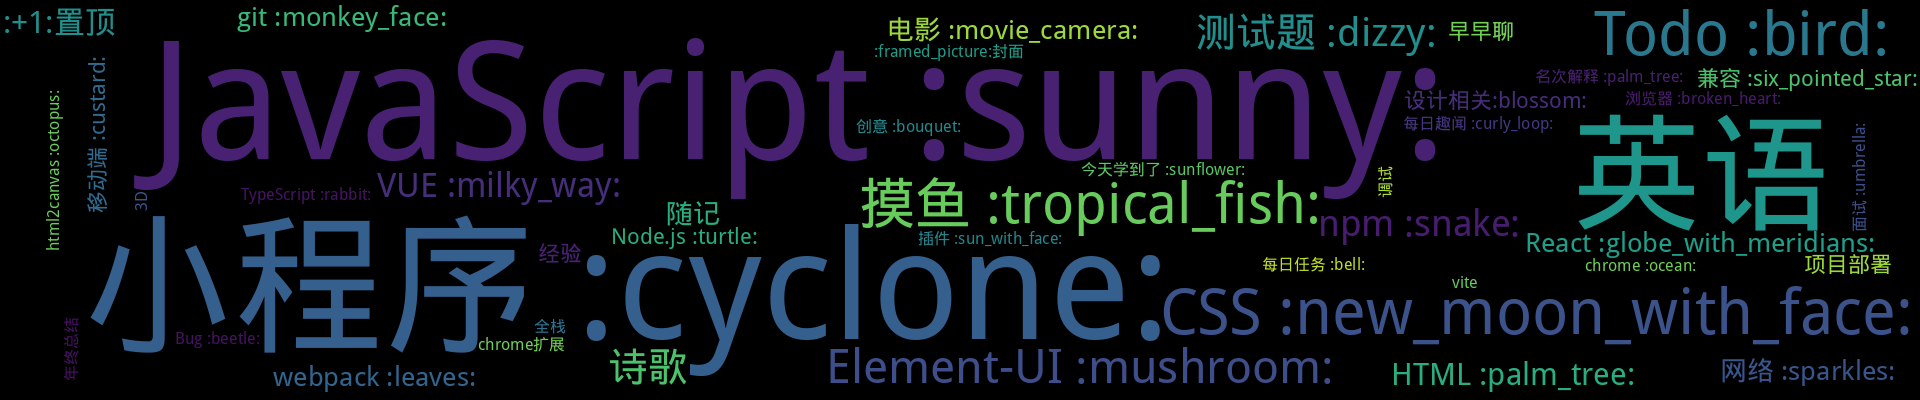 :+1:置顶
git :monkey_face:
电影 :movie_camera:
测试题 :dizzy:
早早聊
Todo :bird:
:framed_picture:封面
JavaScript :sunny:
名次解释 :palm_tree:
兼容 :six_pointed_star:
设计相关:blossom:
浏览器 :broken_heart:
创意 :bouquet:
每日趣闻 :curly_loop:
英语
html2canvas :octopus:
移动端 :custard:
3D
TypeScript :rabbit:
VUE :milky_way:
今天学到了 :sunflower:
摸鱼 :tropical_fish:
调试
npm :snake:
面试 :umbrella:
随记
Node.js :turtle:
插件 :sun_with_face:
React :globe_with_meridians:
经验
小程序 :cyclone:
每日任务 :bell:
chrome :ocean:
项目部署
vite
CSS :new_moon_with_face:
年终总结
Bug :beetle:
全栈
chrome扩展
诗歌
webpack :leaves:
Element-UI :mushroom:
HTML :palm_tree:
网络 :sparkles: